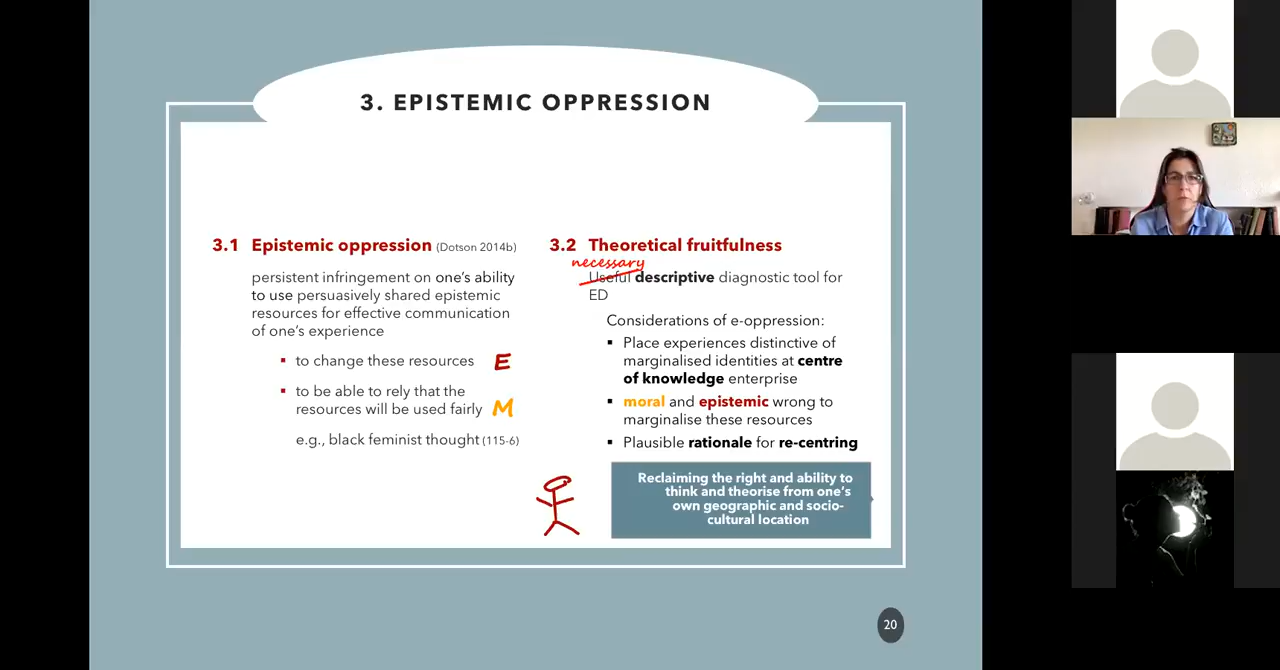 3. EPISTEMIC OPPRESSION
3.1 Epistemic oppression (Dotson 2014b)
persistent infringement on one's ability
to use persuasively shared epistemic
resources for effective communication
of one's experience
▪ to change these resources E
▪ to be able to rely that the
resources will be used fairly M
e.g., black feminist thought (115-6)
3.2 Theoretical fruitfulness
necessary
Useful descriptive diagnostic tool for
ED
Considerations of e-oppression:
▪ Place experiences distinctive of
marginalised identities at centre
of knowledge enterprise
▪ moral and epistemic wrong to
marginalise these resources
▪ Plausible rationale for re-centring
Reclaiming the right and ability to
think and theorise from one's
own geographic and socio-
cultural location
20